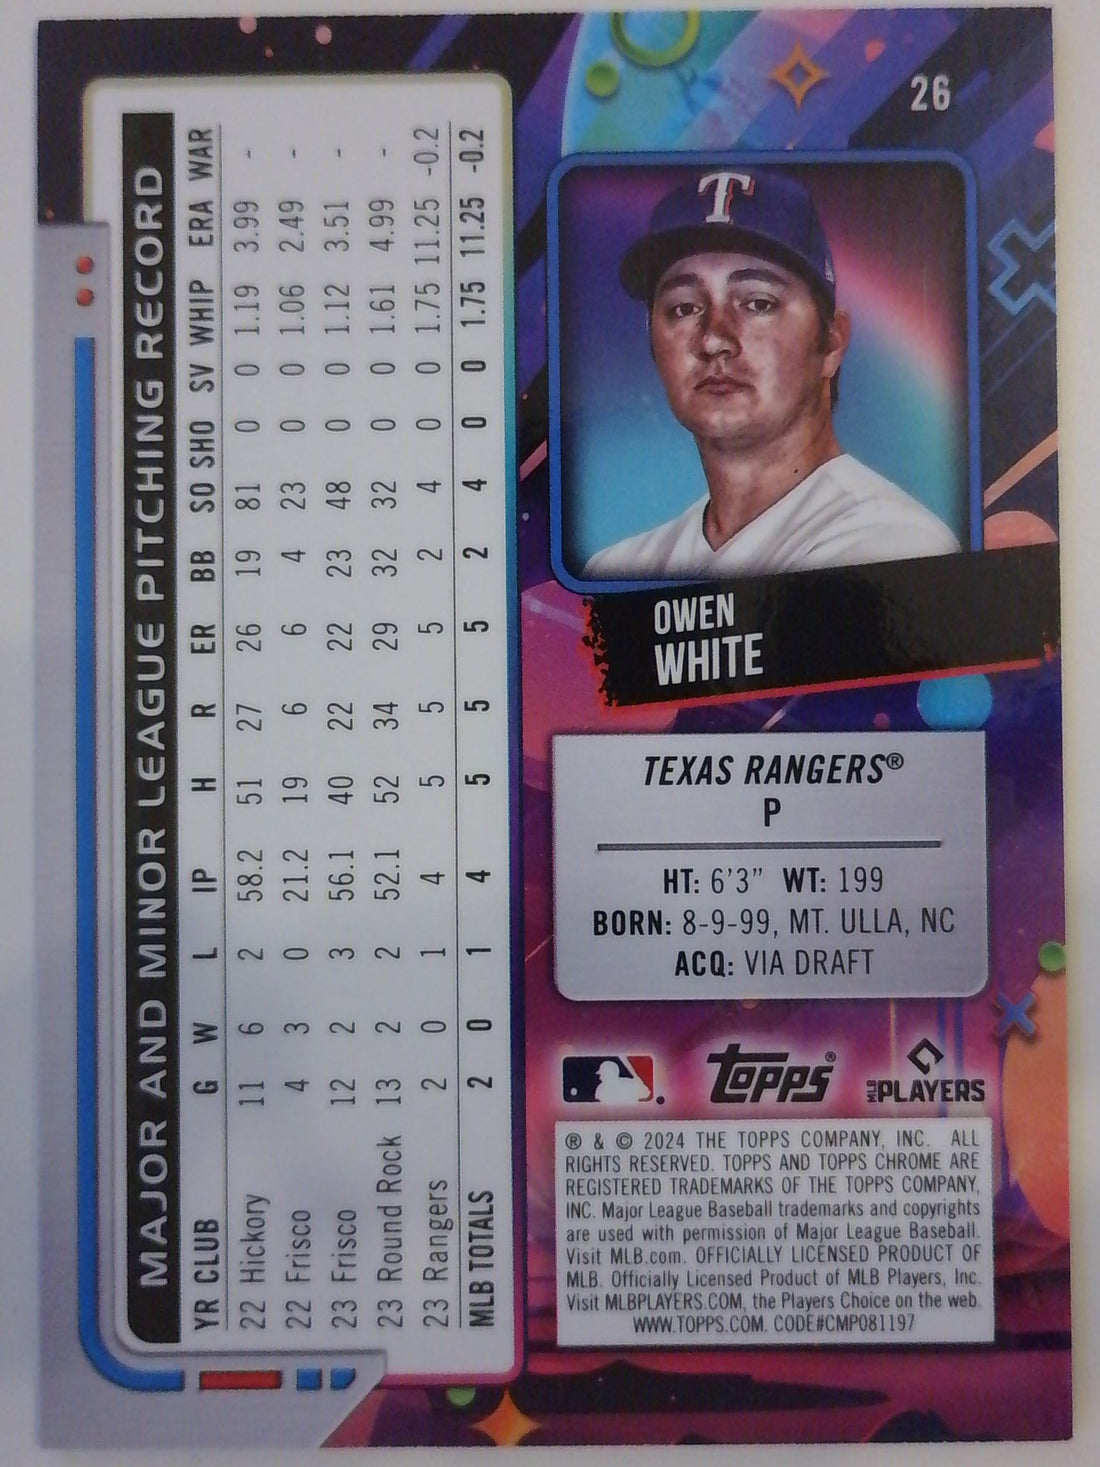 26
T
OWEN
WHITE
TEXAS RANGERS®
P
HT: 6'3" WT: 199
BORN: 8-9-99, MT. ULLA, NC
ACQ: VIA DRAFT
topps®
MLB PLAYERS
® & © 2024 THE TOPPS COMPANY, INC. ALL
RIGHTS RESERVED. TOPPS AND TOPPS CHROME ARE
REGISTERED TRADEMARKS OF THE TOPPS COMPANY,
INC. Major League Baseball trademarks and copyrights
are used with permission of Major League Baseball.
Visit MLB.com. OFFICIALLY LICENSED PRODUCT OF
MLB. Officially Licensed Product of MLB Players, Inc.
Visit MLBPLAYERS.COM, the Players Choice on the web.
WWW.TOPPS.COM. CODE#CMP081197
MAJOR AND MINOR LEAGUE PITCHING RECORD
YR CLUB G W L IP H R ER BB SO SHO SV WHIP ERA WAR
22 Hickory 11 6 2 58.2 51 27 26 19 81 0 0 1.19 3.99 -
22 Frisco 4 3 0 21.2 19 6 6 4 23 0 0 1.06 2.49 -
23 Frisco 12 2 3 56.1 40 22 22 23 48 0 0 1.12 3.51 -
23 Round Rock 13 2 2 52.1 52 34 29 32 32 0 0 1.61 4.99 -
23 Rangers 2 0 1 4 5 5 5 2 4 0 0 1.75 11.25 -0.2
MLB TOTALS 2 0 1 4 5 5 5 2 4 0 0 1.75 11.25 -0.2